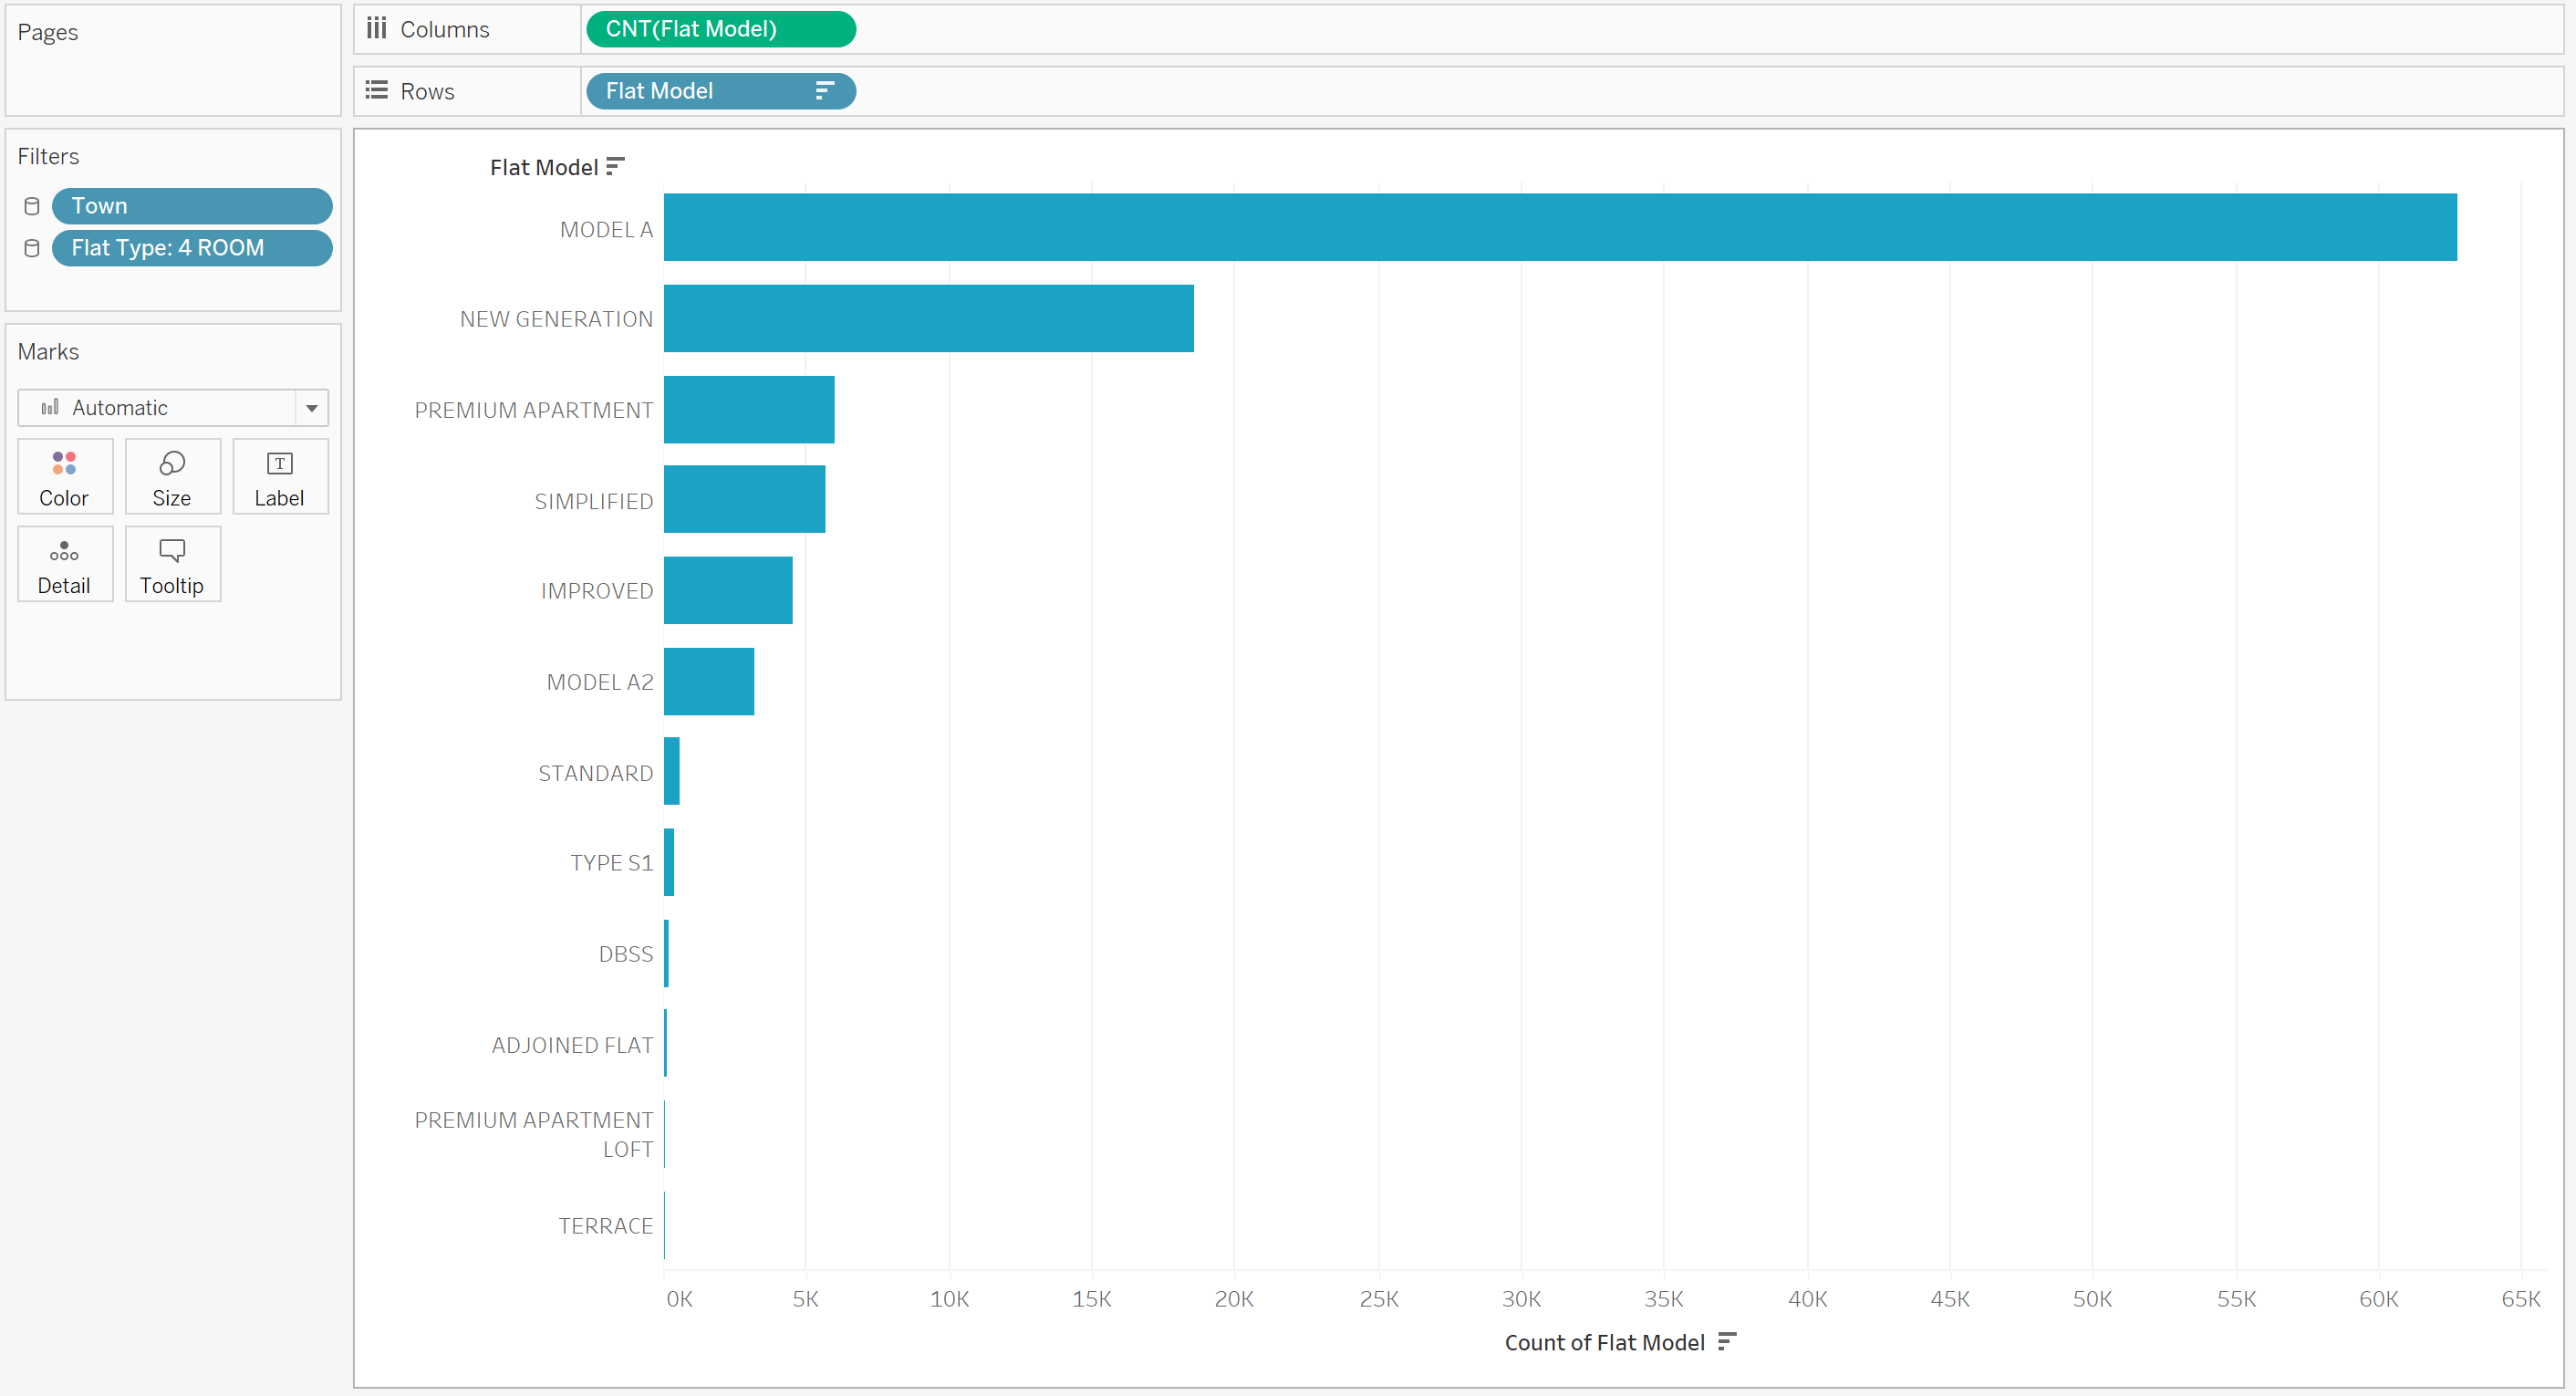 Pages
Columns
CNT(Flat Model)
Rows
Flat Model
Filters
Town
Flat Type: 4 ROOM
Marks
Automatic
Color
Size
T
Label
Detail
Tooltip
Flat Model
MODEL A
NEW GENERATION
PREMIUM APARTMENT
SIMPLIFIED
IMPROVED
MODEL A2
STANDARD
TYPE S1
DBSS
ADJOINED FLAT
PREMIUM APARTMENT
LOFT
TERRACE
0K 5K 10K 15K 20K 25K 30K 35K 40K 45K 50K 55K 60K 65K
Count of Flat Model